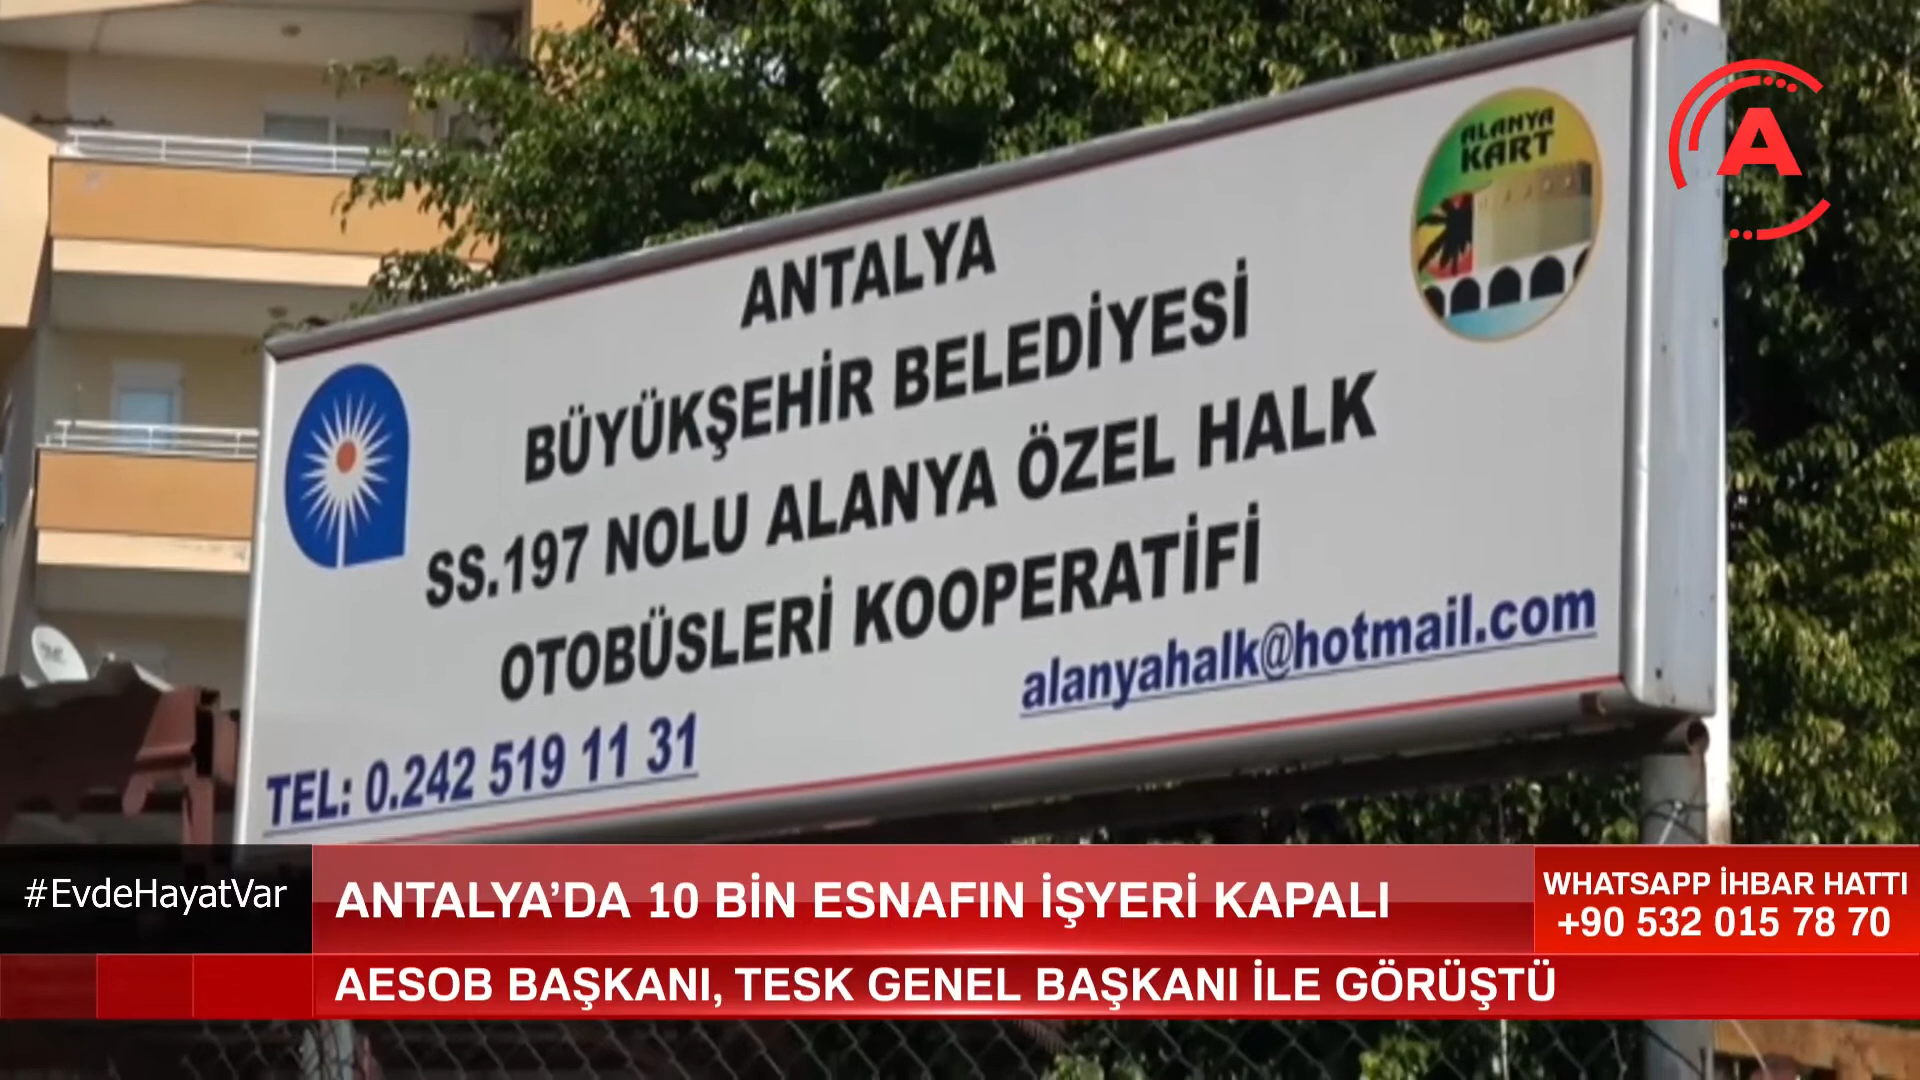 ALANYA
KART
A
ANTALYA
BÜYÜKŞEHİR BELEDİYESİ
SS.197 NOLU ALANYA ÖZEL HALK
OTOBÜSLERİ KOOPERATİFİ
alanyahalk@hotmail.com
TEL: 0.242 519 11 31
#EvdeHayatVar
ANTALYA’DA 10 BİN ESNAFIN İŞYERİ KAPALI
WHATSAPP İHBAR HATTI
+90 532 015 78 70
AESOB BAŞKANI, TESK GENEL BAŞKANI İLE GÖRÜŞTÜ